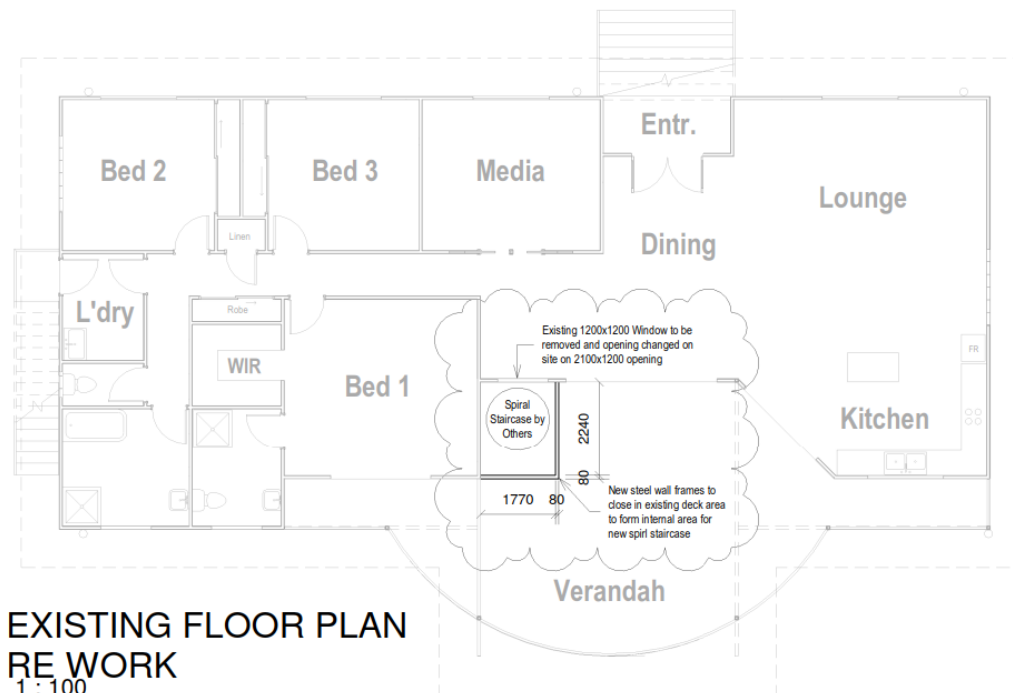 Entr.
Bed 2
Bed 3
Media
Lounge
Linen
Dining
L'dry
Robe
Existing 1200x1200 Window to be
removed and opening changed on
site on 2100x1200 opening
FR
WIR
Bed 1
Spiral
Staircase by
Others
2240
Kitchen
80
1770
80
New steel wall frames to
close in existing deck area
to form internal area for
new spirl staircase
Verandah
EXISTING FLOOR PLAN
RE WORK
1 : 100